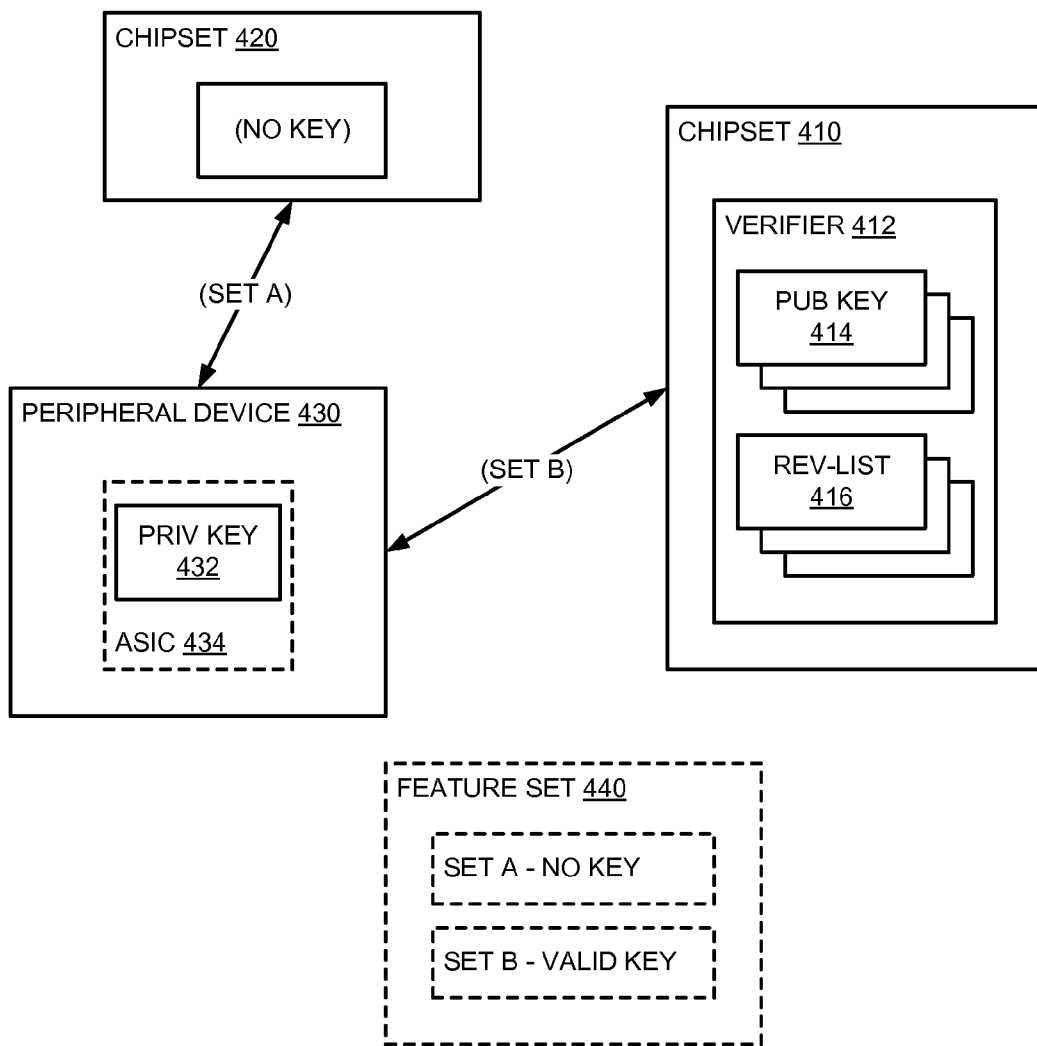 CHIPSET 420
(NO KEY)
CHIPSET 410
VERIFIER 412
PUB KEY
414
REV-LIST
416
(SET A)
(SET B)
PERIPHERAL DEVICE 430
PRIV KEY
432
ASIC 434
FEATURE SET 440
SET A - NO KEY
SET B - VALID KEY